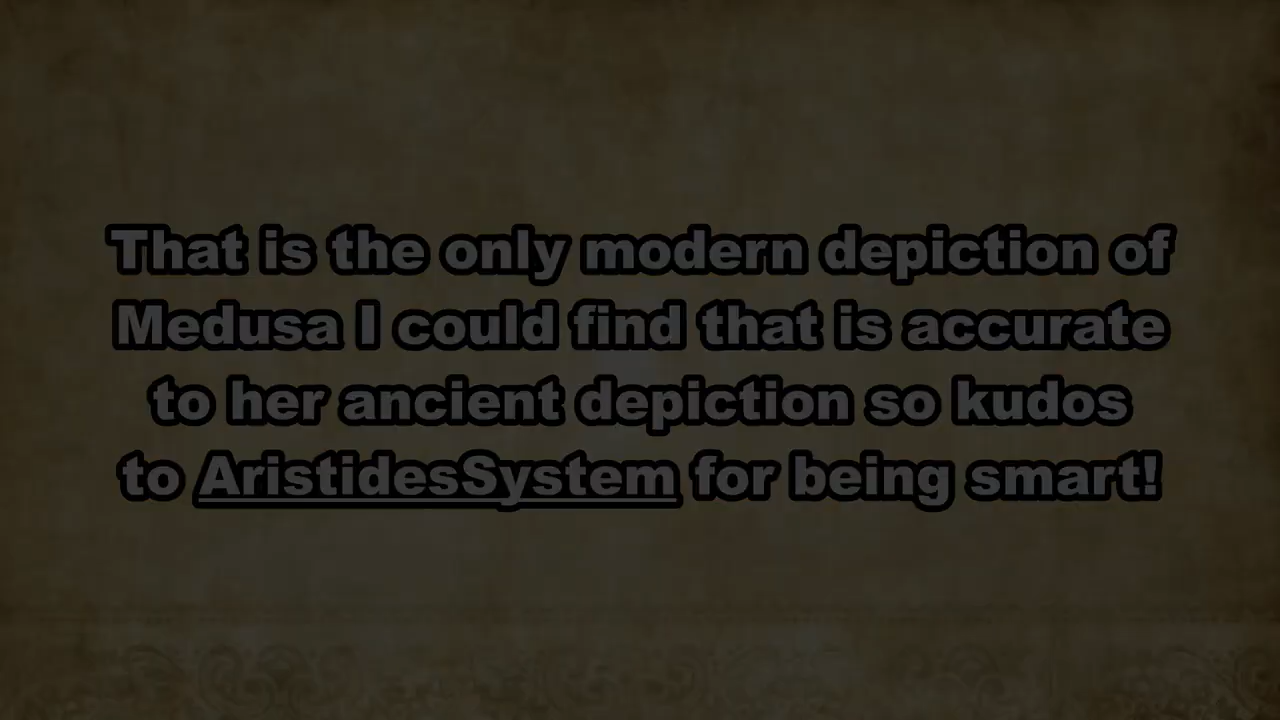 That is the only modern depiction of
Medusa I could find that is accurate
to her ancient depiction so kudos
to AristidesSystem for being smart!